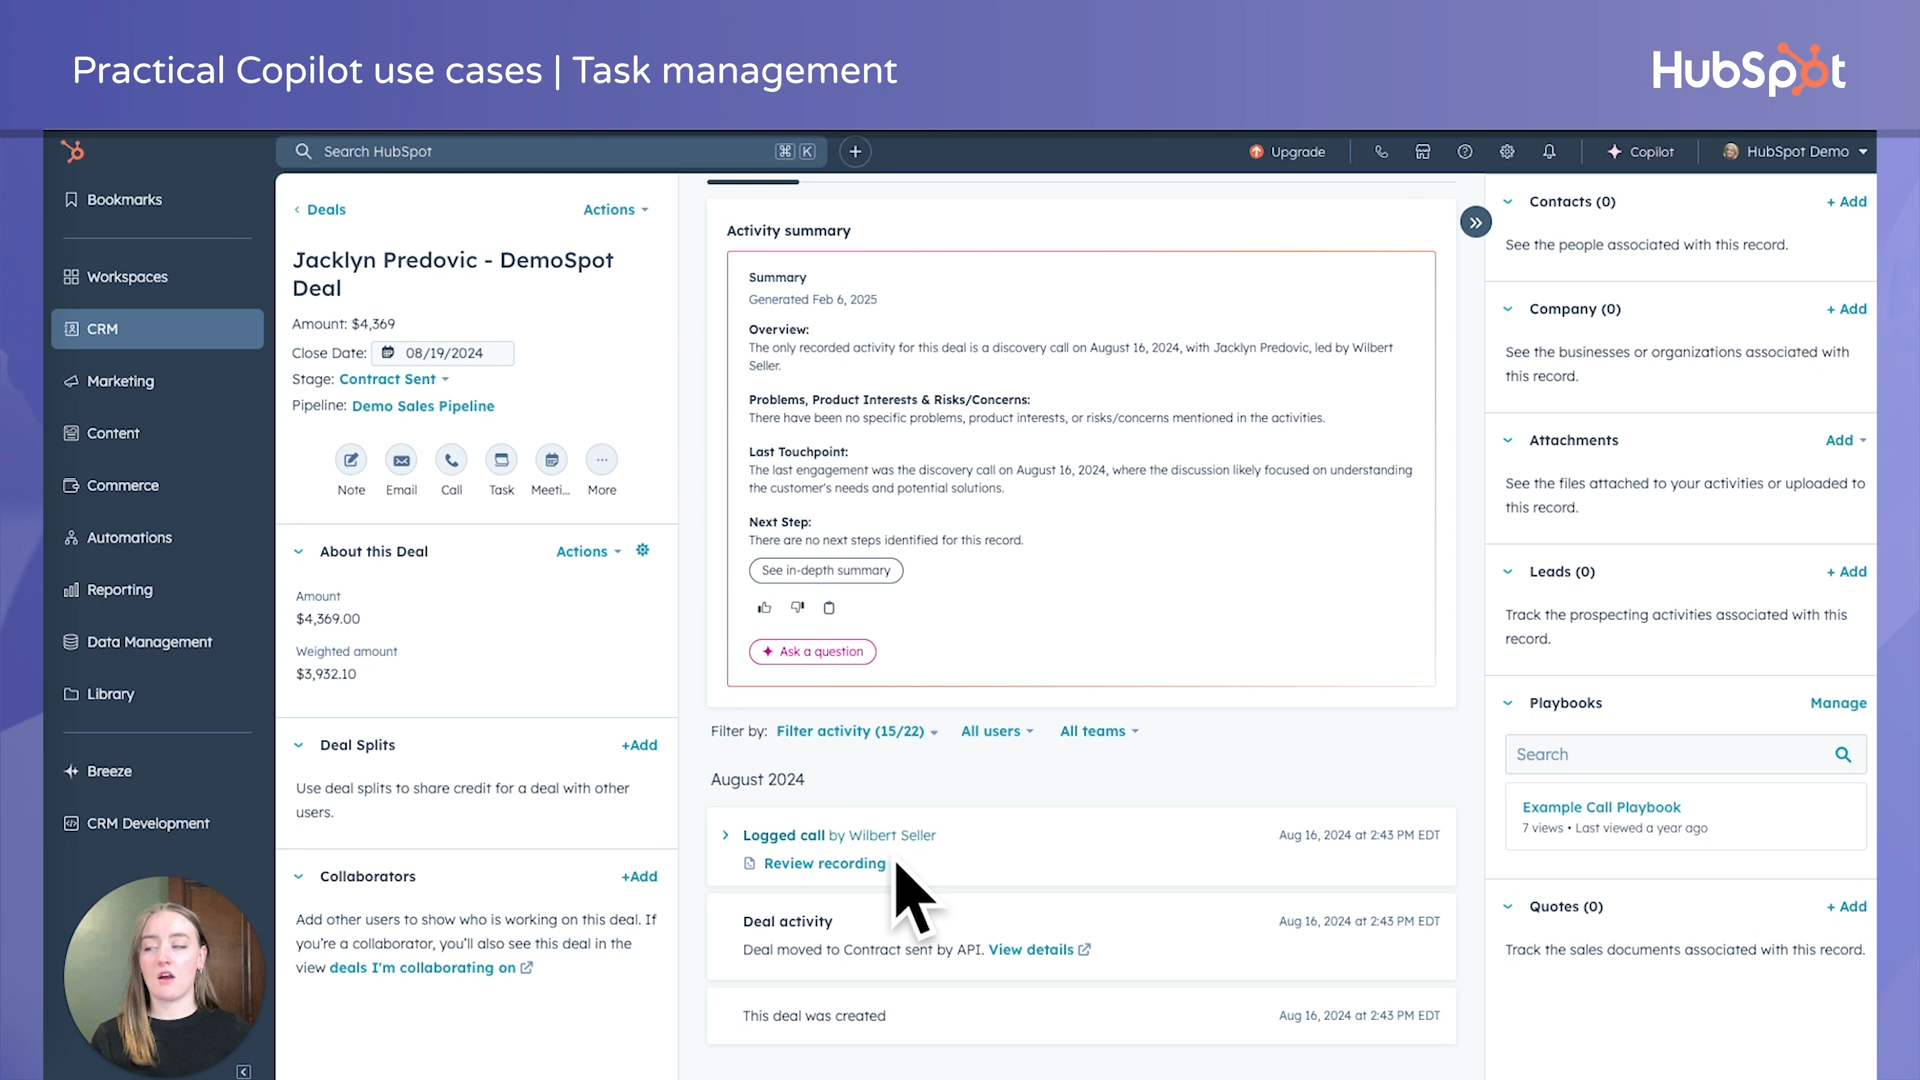 Practical Copilot use cases | Task management
HubSpot
Search HubSpot
⌘ K
Upgrade
Copilot
HubSpot Demo
Bookmarks
Workspaces
CRM
Marketing
Content
Commerce
Automations
Reporting
Data Management
Library
Breeze
CRM Development
Deals
Actions
Jacklyn Predovic - DemoSpot
Deal
Amount: $4,369
Close Date: 08/19/2024
Stage: Contract Sent
Pipeline: Demo Sales Pipeline
Note
Email
Call
Task
Meeti...
More
About this Deal
Actions
Amount
$4,369.00
Weighted amount
$3,932.10
Deal Splits
+Add
Use deal splits to share credit for a deal with other
users.
Collaborators
+Add
Add other users to show who is working on this deal. If
you're a collaborator, you'll also see this deal in the
view deals I'm collaborating on
Activity summary
Summary
Generated Feb 6, 2025
Overview:
The only recorded activity for this deal is a discovery call on August 16, 2024, with Jacklyn Predovic, led by Wilbert
Seller.
Problems, Product Interests & Risks/Concerns:
There have been no specific problems, product interests, or risks/concerns mentioned in the activities.
Last Touchpoint:
The last engagement was the discovery call on August 16, 2024, where the discussion likely focused on understanding
the customer's needs and potential solutions.
Next Step:
There are no next steps identified for this record.
See in-depth summary
Ask a question
Filter by: Filter activity (15/22)
All users
All teams
August 2024
Logged call by Wilbert Seller
Aug 16, 2024 at 2:43 PM EDT
Review recording
Deal activity
Aug 16, 2024 at 2:43 PM EDT
Deal moved to Contract sent by API. View details
This deal was created
Aug 16, 2024 at 2:43 PM EDT
Contacts (0)
+ Add
See the people associated with this record.
Company (0)
+ Add
See the businesses or organizations associated with
this record.
Attachments
Add
See the files attached to your activities or uploaded to
this record.
Leads (0)
+ Add
Track the prospecting activities associated with this
record.
Playbooks
Manage
Search
Example Call Playbook
7 views • Last viewed a year ago
Quotes (0)
+ Add
Track the sales documents associated with this record.